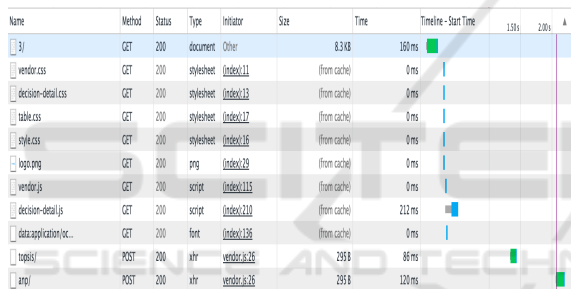 Name Method Status Type Initiator Size Time Timeline – Start Time 1.50 s 2.00 s
3/ GET 200 document Other 8.3 KB 160 ms
vendor.css GET 200 stylesheet (index):11 (from cache) 0 ms
decision-detail.css GET 200 stylesheet (index):13 (from cache) 0 ms
table.css GET 200 stylesheet (index):17 (from cache) 0 ms
style.css GET 200 stylesheet (index):16 (from cache) 0 ms
logo.png GET 200 png (index):29 (from cache) 0 ms
vendor.js GET 200 script (index):115 (from cache) 0 ms
decision-detail.js GET 200 script (index):210 (from cache) 212 ms
data:application/oc... GET 200 font (index):136 (from cache) 0 ms
topsis/ POST 200 xhr vendor.js:26 295 B 86 ms
anp/ POST 200 xhr vendor.js:26 295 B 120 ms